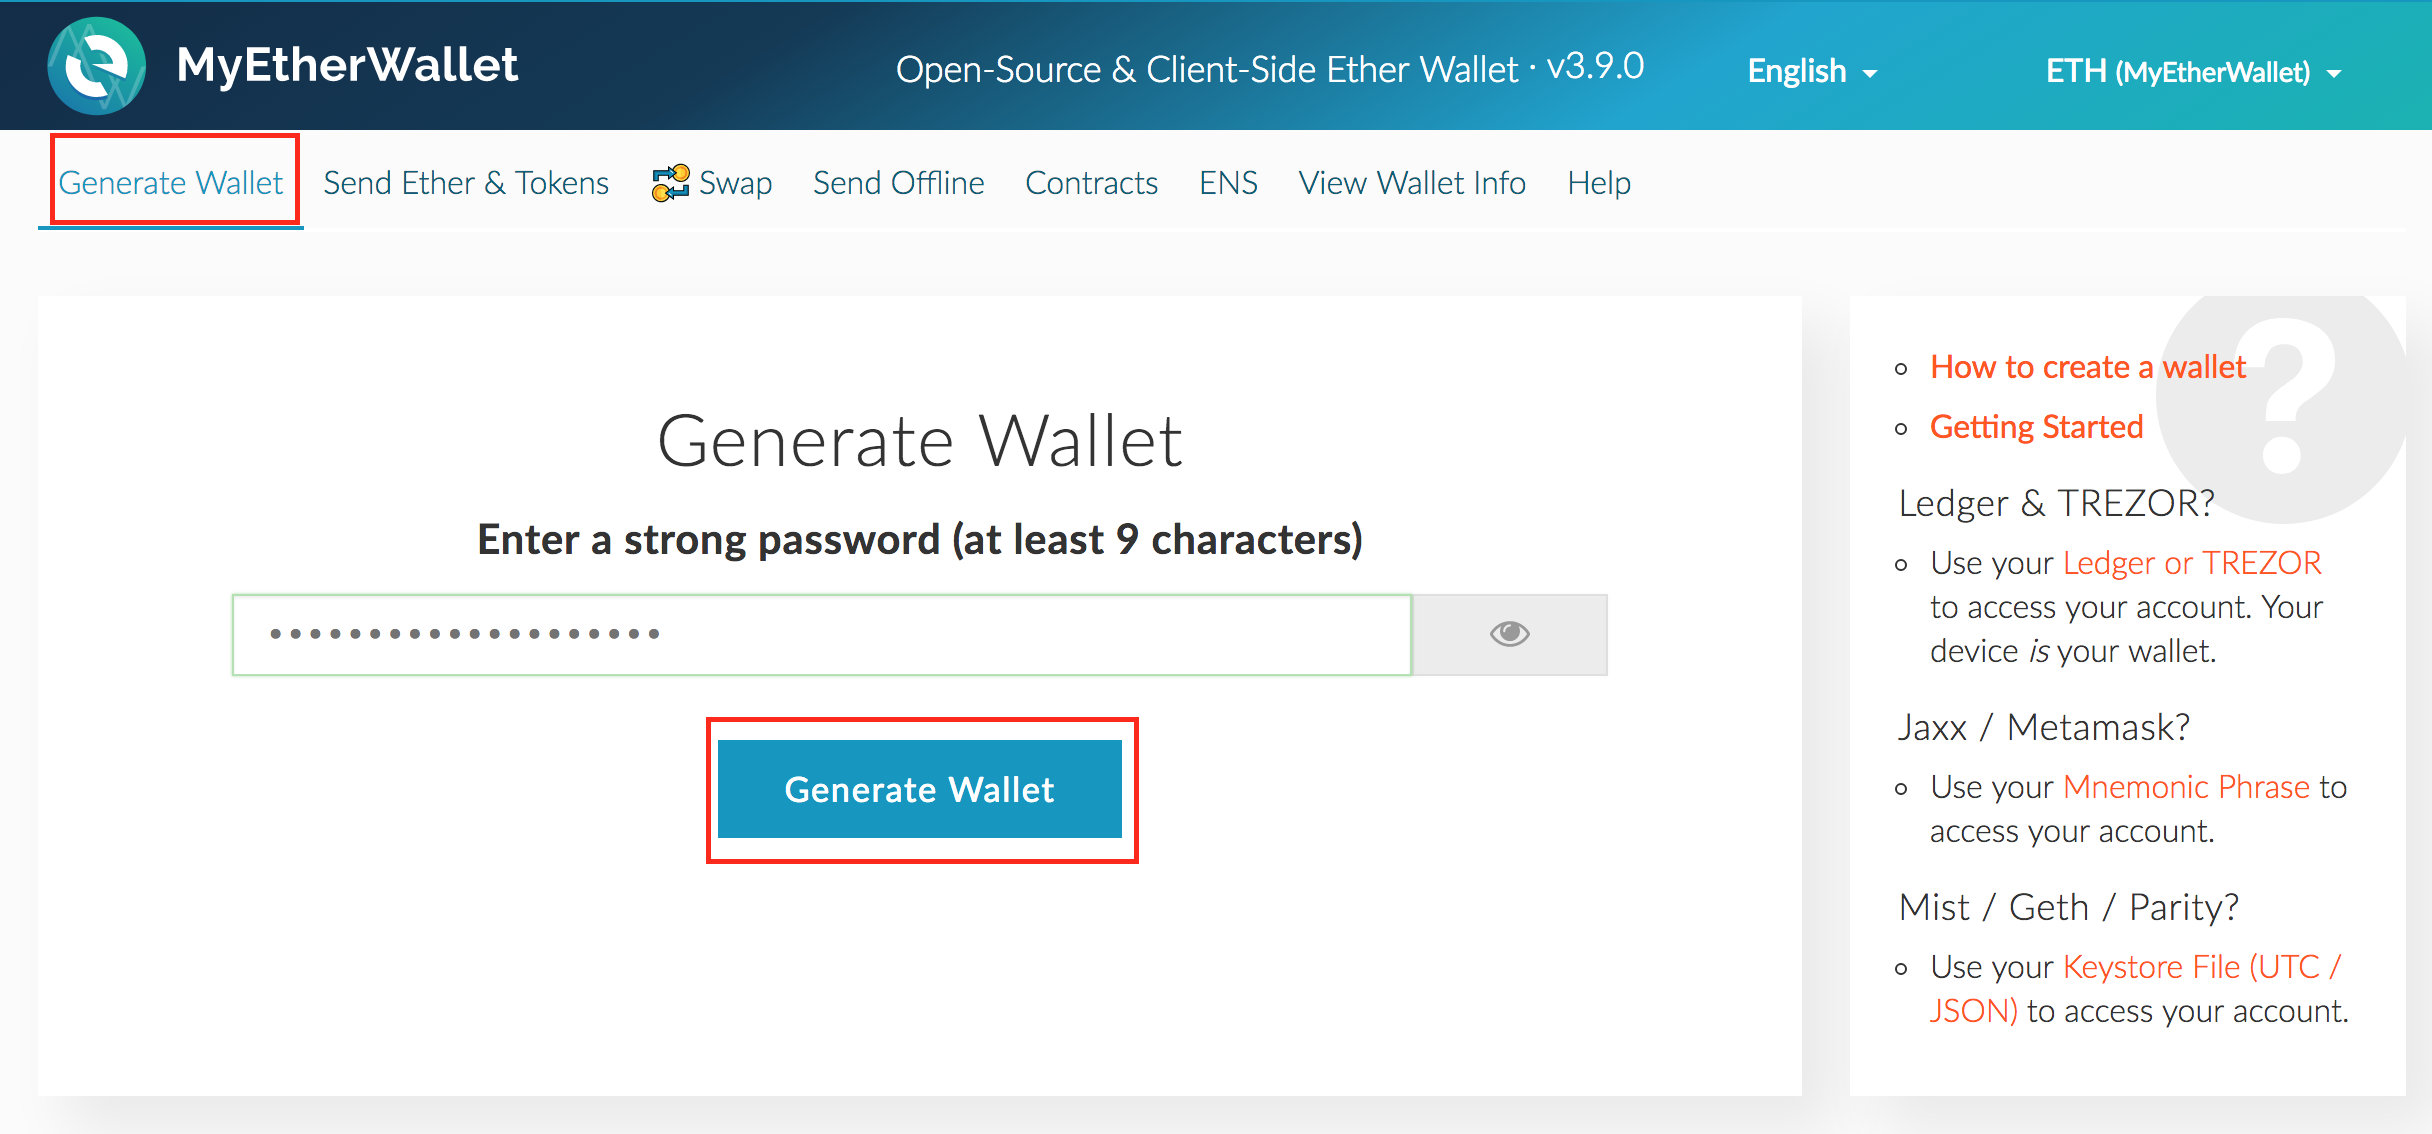 MyEtherWallet
Open-Source & Client-Side Ether Wallet · v3.9.0
English
ETH (MyEtherWallet)
Generate Wallet
Send Ether & Tokens
Swap
Send Offline
Contracts
ENS
View Wallet Info
Help
Generate Wallet
Enter a strong password (at least 9 characters)
Generate Wallet
How to create a wallet
Getting Started
Ledger & TREZOR?
Use your Ledger or TREZOR
to access your account. Your
device is your wallet.
Jaxx / Metamask?
Use your Mnemonic Phrase to
access your account.
Mist / Geth / Parity?
Use your Keystore File (UTC /
JSON) to access your account.